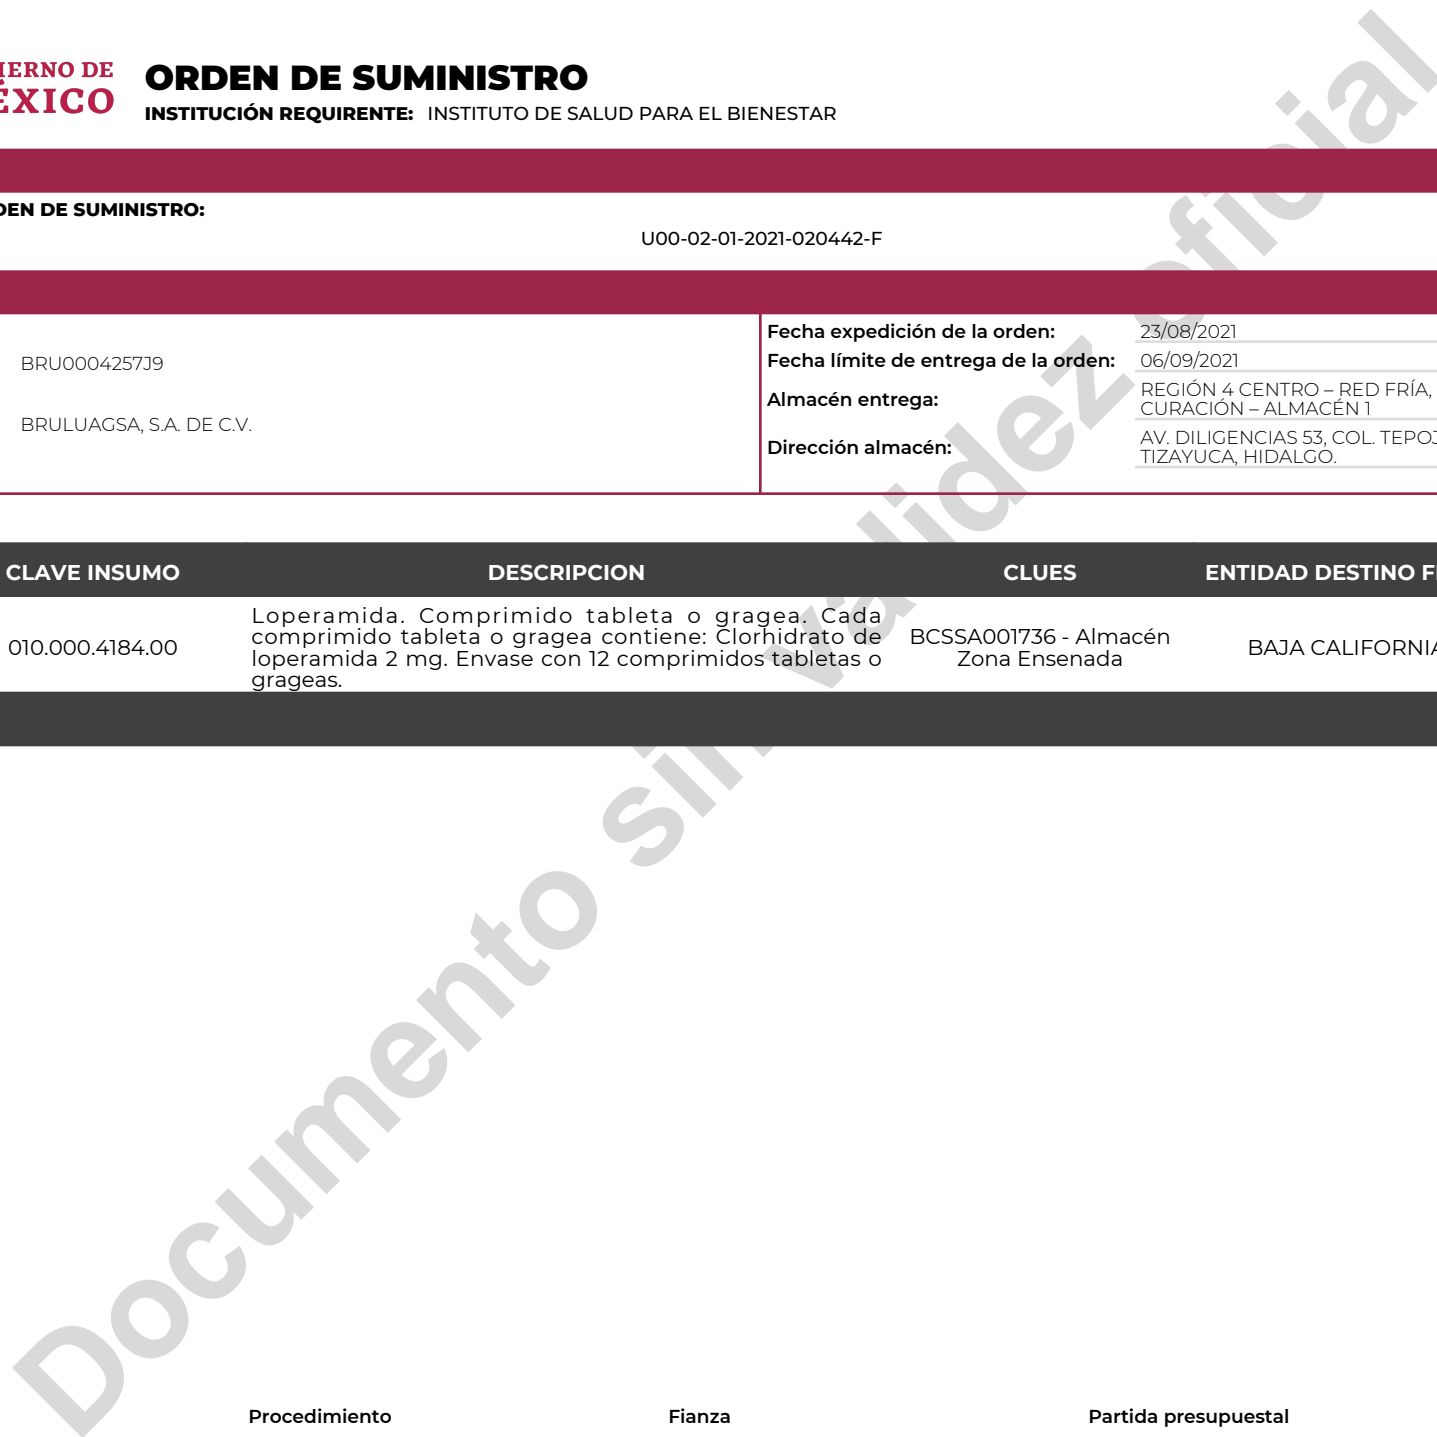 IERNO DE
ÉXICO
ORDEN DE SUMINISTRO
INSTITUCIÓN REQUIRENTE: INSTITUTO DE SALUD PARA EL BIENESTAR
DEN DE SUMINISTRO:
U00-02-01-2021-020442-F
BRU0004257J9
BRULUAGSA, S.A. DE C.V.
Fecha expedición de la orden: 23/08/2021
Fecha límite de entrega de la orden: 06/09/2021
Almacén entrega: REGIÓN 4 CENTRO – RED FRÍA,
CURACIÓN – ALMACÉN 1
Dirección almacén: AV. DILIGENCIAS 53, COL. TEPOJ
TIZAYUCA, HIDALGO.
CLAVE INSUMO DESCRIPCION CLUES ENTIDAD DESTINO F
010.000.4184.00
Loperamida. Comprimido tableta o gragea. Cada
comprimido tableta o gragea contiene: Clorhidrato de
loperamida 2 mg. Envase con 12 comprimidos tabletas o
grageas.
BCSSA001736 - Almacén
Zona Ensenada
BAJA CALIFORNIA
Documento sin validez oficial
Procedimiento Fianza Partida presupuestal